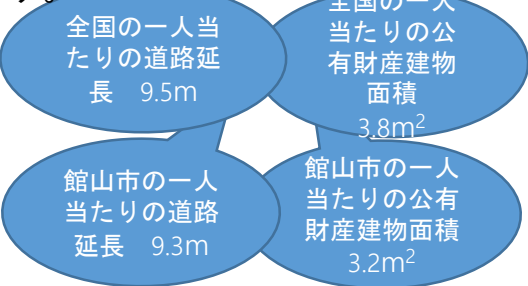 全国の一人当
たりの道路延
長　9.5m
全国の一人
当たりの公
有財産建物
面積
3.8m²
館山市の一人
当たりの道路
延長　9.3m
館山市の一人
当たりの公有
財産建物面積
3.2m²